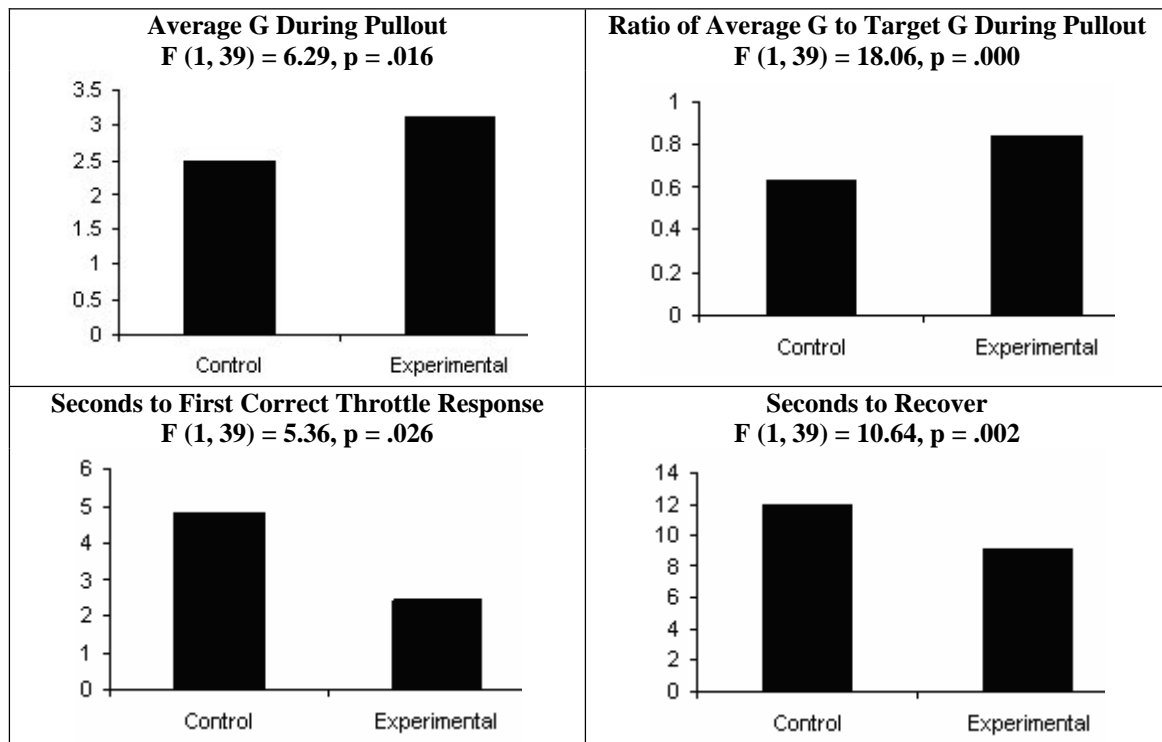 Average G During Pullout
F (1, 39) = 6.29, p = .016
3.5
3
2.5
2
1.5
1
0.5
0
Control Experimental
Ratio of Average G to Target G During Pullout
F (1, 39) = 18.06, p = .000
1
0.8
0.6
0.4
0.2
0
Control Experimental
Seconds to First Correct Throttle Response
F (1, 39) = 5.36, p = .026
6
5
4
3
2
1
0
Control Experimental
Seconds to Recover
F (1, 39) = 10.64, p = .002
14
12
10
8
6
4
2
0
Control Experimental